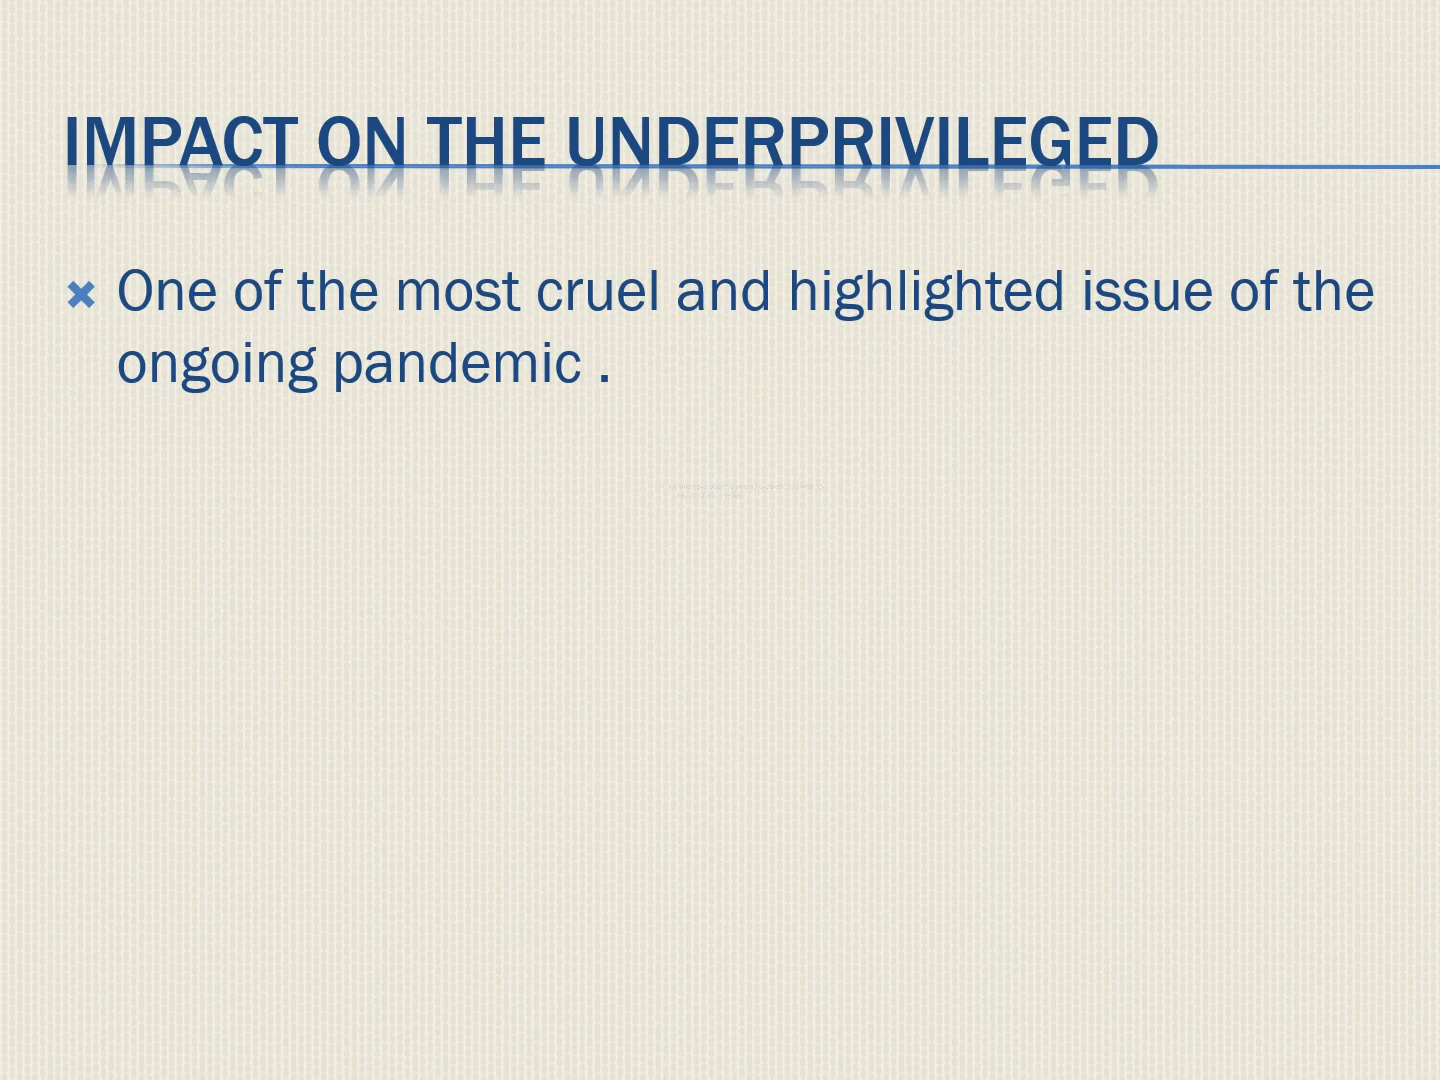 IMPACT ON THE UNDERPRIVILEGED
One of the most cruel and highlighted issue of the
ongoing pandemic .